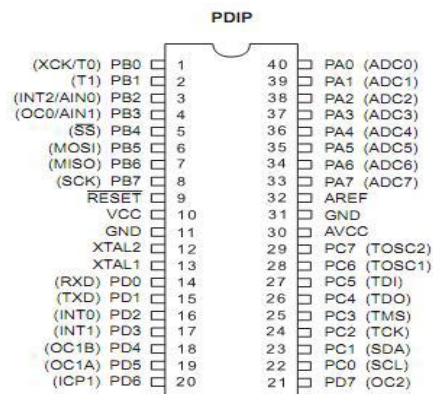 PDIP
(XCK/T0) PB0 1 40 PA0 (ADC0)
(T1) PB1 2 39 PA1 (ADC1)
(INT2/AIN0) PB2 3 38 PA2 (ADC2)
(OC0/AIN1) PB3 4 37 PA3 (ADC3)
(SS) PB4 5 36 PA4 (ADC4)
(MOSI) PB5 6 35 PA5 (ADC5)
(MISO) PB6 7 34 PA6 (ADC6)
(SCK) PB7 8 33 PA7 (ADC7)
RESET 9 32 AREF
VCC 10 31 GND
GND 11 30 AVCC
XTAL2 12 29 PC7 (TOSC2)
XTAL1 13 28 PC6 (TOSC1)
(RXD) PD0 14 27 PC5 (TDI)
(TXD) PD1 15 26 PC4 (TDO)
(INT0) PD2 16 25 PC3 (TMS)
(INT1) PD3 17 24 PC2 (TCK)
(OC1B) PD4 18 23 PC1 (SDA)
(OC1A) PD5 19 22 PC0 (SCL)
(ICP1) PD6 20 21 PD7 (OC2)